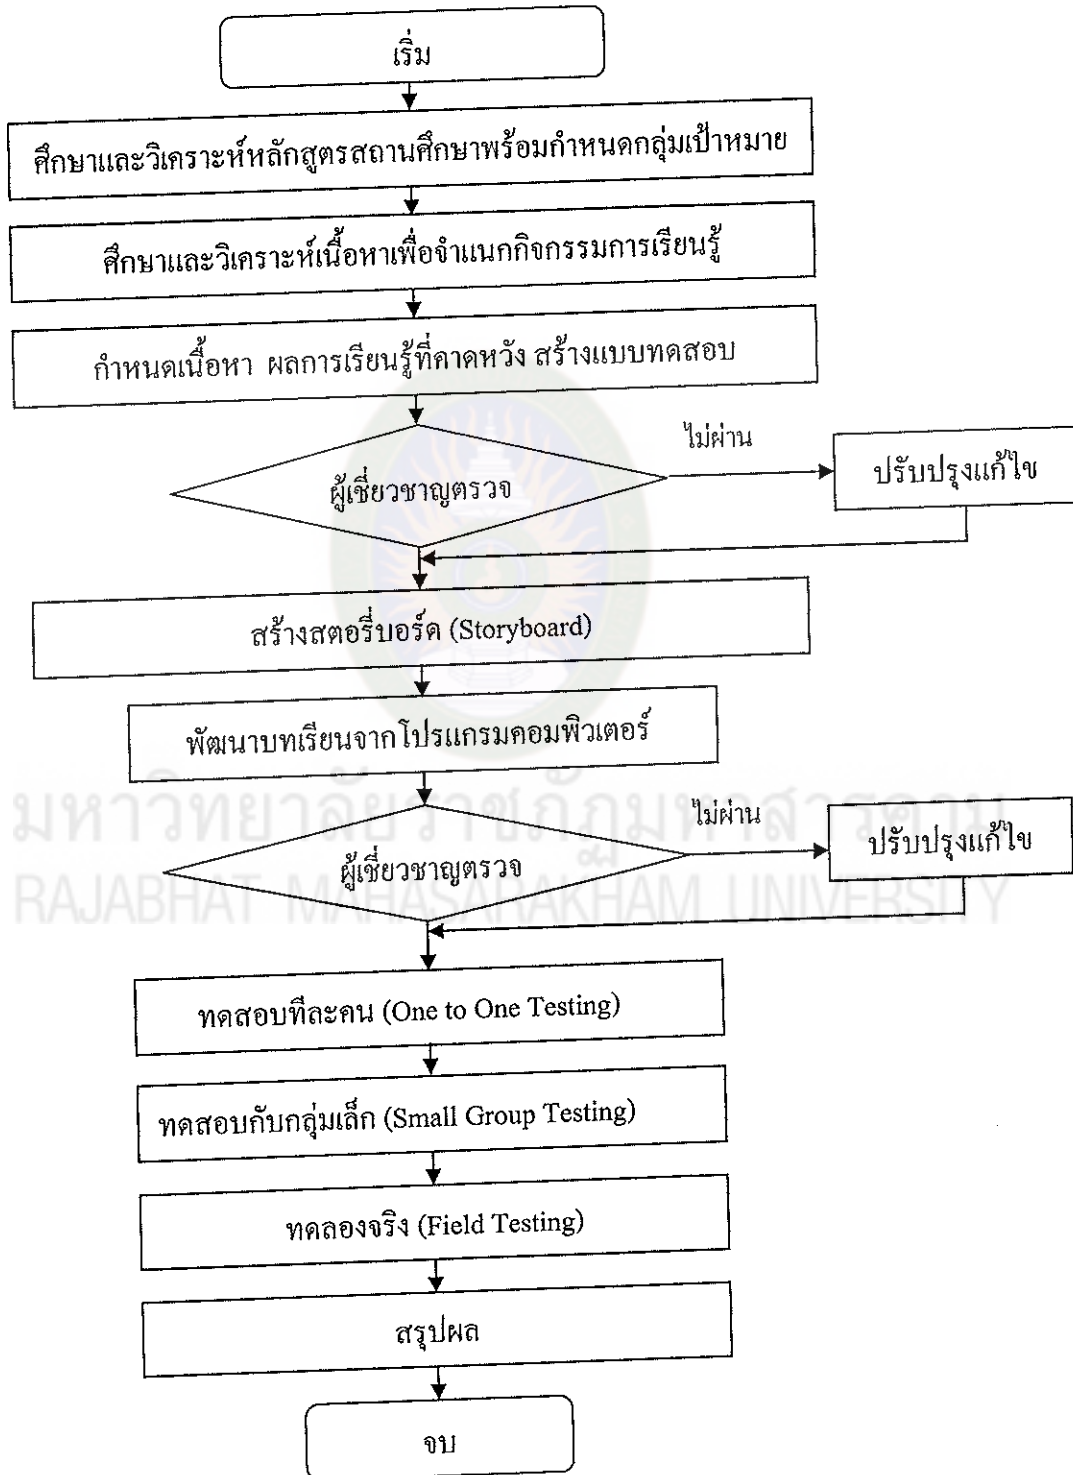 เริ่ม
ศึกษาและวิเคราะห์หลักสูตรสถานศึกษาพร้อมกำหนดกลุ่มเป้าหมาย
ศึกษาและวิเคราะห์เนื้อหาเพื่อจำแนกกิจกรรมการเรียนรู้
กำหนดเนื้อหา ผลการเรียนรู้ที่คาดหวัง สร้างแบบทดสอบ
ไม่ผ่าน
ผู้เชี่ยวชาญตรวจ
ปรับปรุงแก้ไข
สร้างสตอรี่บอร์ด (Storyboard)
พัฒนาบทเรียนจากโปรแกรมคอมพิวเตอร์
มหาวิทยาลัยราชภัฏมหาสารคาม
ไม่ผ่าน
ผู้เชี่ยวชาญตรวจ
ปรับปรุงแก้ไข
RAJABHAT MAHASARAKHAM UNIVERSITY
ทดสอบทีละคน (One to One Testing)
ทดสอบกับกลุ่มเล็ก (Small Group Testing)
ทดลองจริง (Field Testing)
สรุปผล
จบ